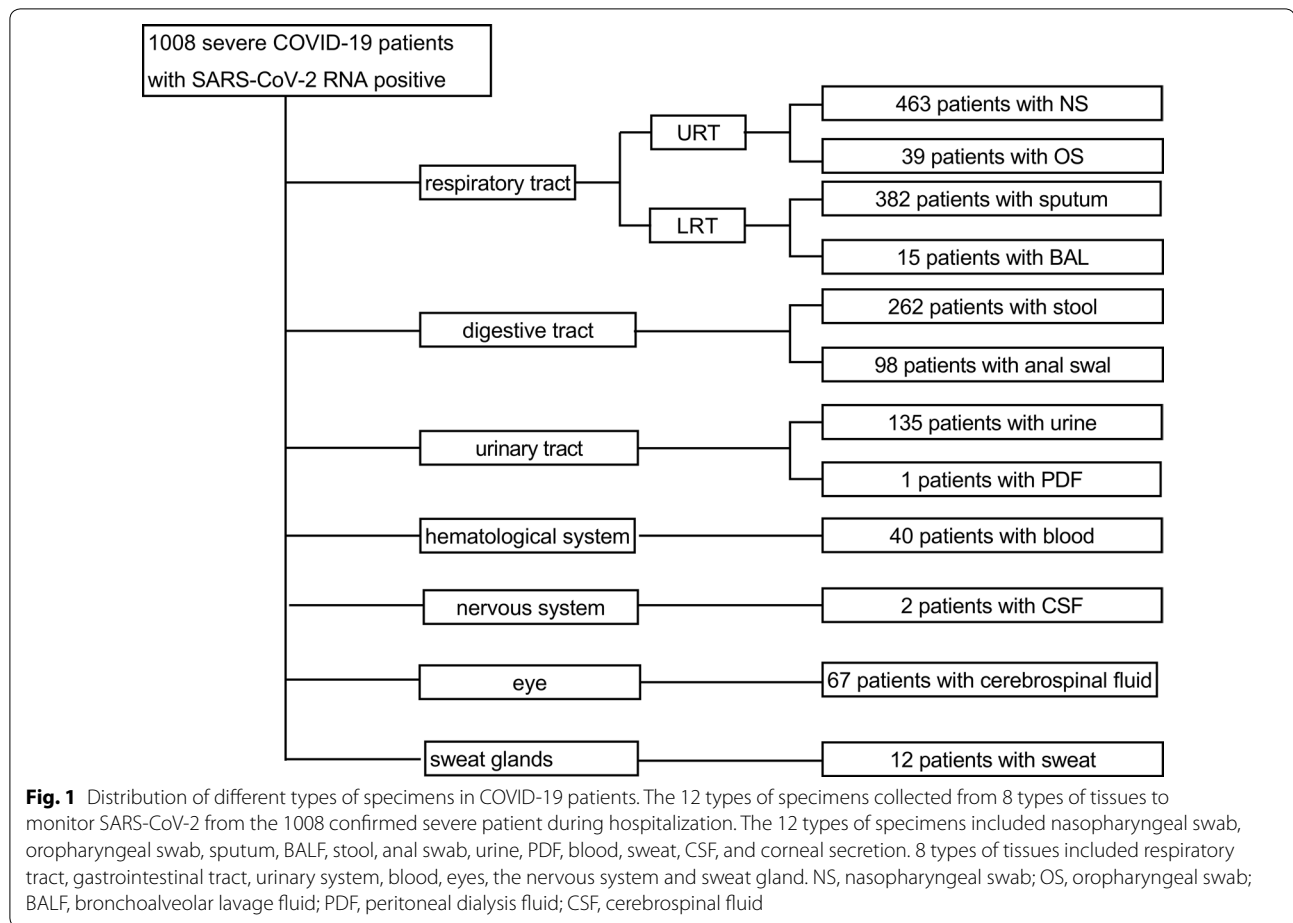 1008 severe COVID-19 patients
with SARS-CoV-2 RNA positive
respiratory tract
URT
463 patients with NS
39 patients with OS
LRT
382 patients with sputum
15 patients with BAL
digestive tract
262 patients with stool
98 patients with anal swal
urinary tract
135 patients with urine
1 patients with PDF
hematological system
40 patients with blood
nervous system
2 patients with CSF
eye
67 patients with cerebrospinal fluid
sweat glands
12 patients with sweat
Fig. 1 Distribution of different types of specimens in COVID-19 patients. The 12 types of specimens collected from 8 types of tissues to
monitor SARS-CoV-2 from the 1008 confirmed severe patient during hospitalization. The 12 types of specimens included nasopharyngeal swab,
oropharyngeal swab, sputum, BALF, stool, anal swab, urine, PDF, blood, sweat, CSF, and corneal secretion. 8 types of tissues included respiratory
tract, gastrointestinal tract, urinary system, blood, eyes, the nervous system and sweat gland. NS, nasopharyngeal swab; OS, oropharyngeal swab;
BALF, bronchoalveolar lavage fluid; PDF, peritoneal dialysis fluid; CSF, cerebrospinal fluid